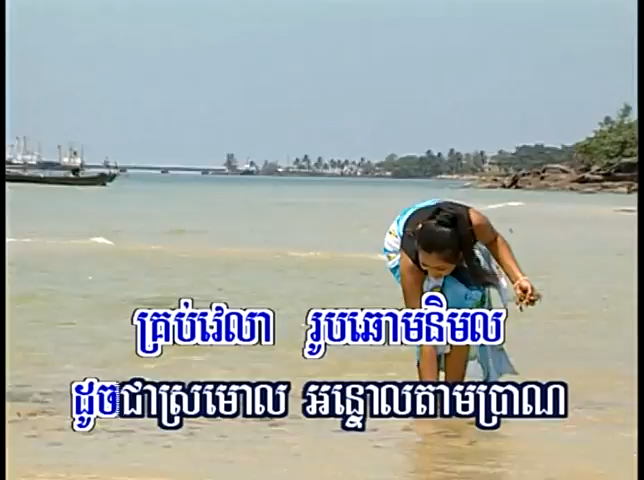 គ្រប់វេលា រូបឆោមនិមល
ដូចជាស្រមោល អន្ទោលតាមប្រាណ